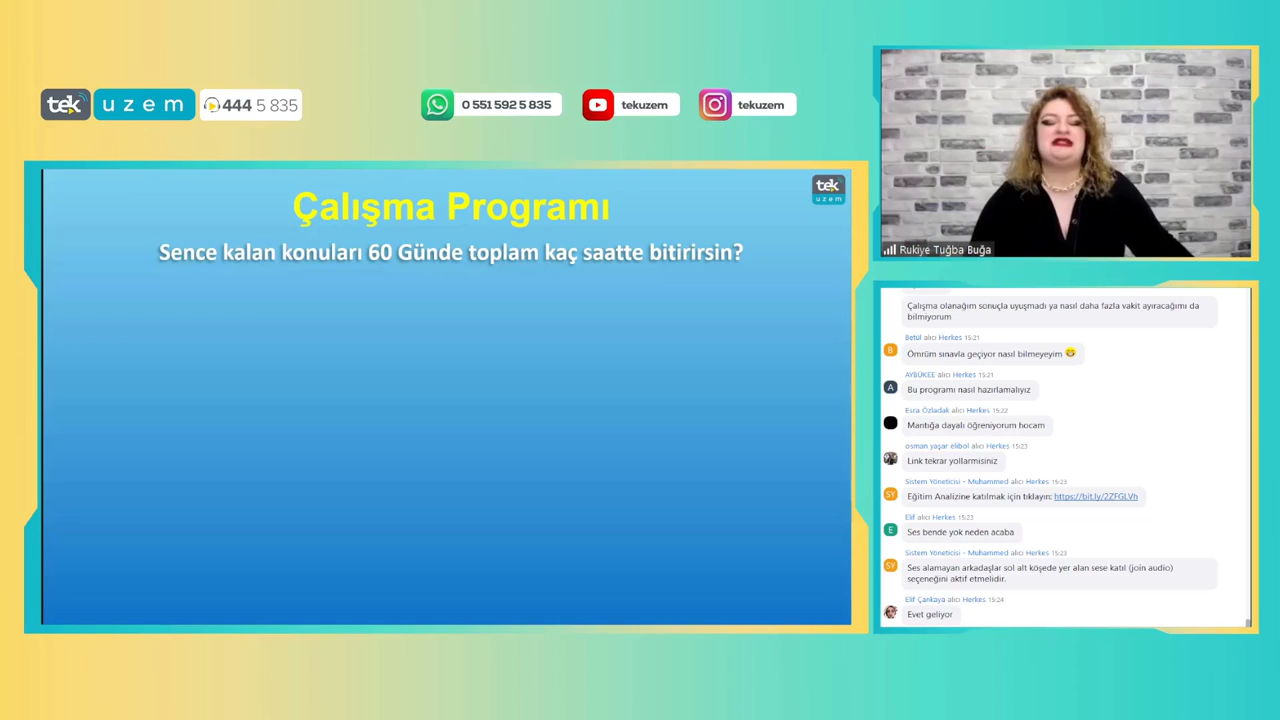 tek uzem 444 5 835
0 551 592 5 835
tekuzem
tekuzem
tek
uzem
Çalışma Programı
Sence kalan konuları 60 Günde toplam kaç saatte bitirirsin?
Rukiye Tuğba Buğa
Çalışma olanağım sonuçla uyuşmadı ya nasıl daha fazla vakit ayıracağımı da
bilmiyorum
Betül alıcı Herkes 15:21
B
Ömrüm sınavla geçiyor nasıl bilmeyeyim
AYBÜKEE alıcı Herkes 15:21
A
Bu programı nasıl hazırlamalıyız
Esra Özladak alıcı Herkes 15:22
Mantığa dayalı öğreniyorum hocam
osman yaşar elibol alıcı Herkes 15:23
Link tekrar yollarmisiniz
Sistem Yöneticisi - Muhammed alıcı Herkes 15:23
SY
Eğitim Analizine katılmak için tıklayın: https://bit.ly/2ZFGLVh
Elif alıcı Herkes 15:23
E
Ses bende yok neden acaba
Sistem Yöneticisi - Muhammed alıcı Herkes 15:23
SY
Ses alamayan arkadaşlar sol alt köşede yer alan sese katıl (join audio)
seçeneğini aktif etmelidir.
Elif Çankaya alıcı Herkes 15:24
Evet geliyor